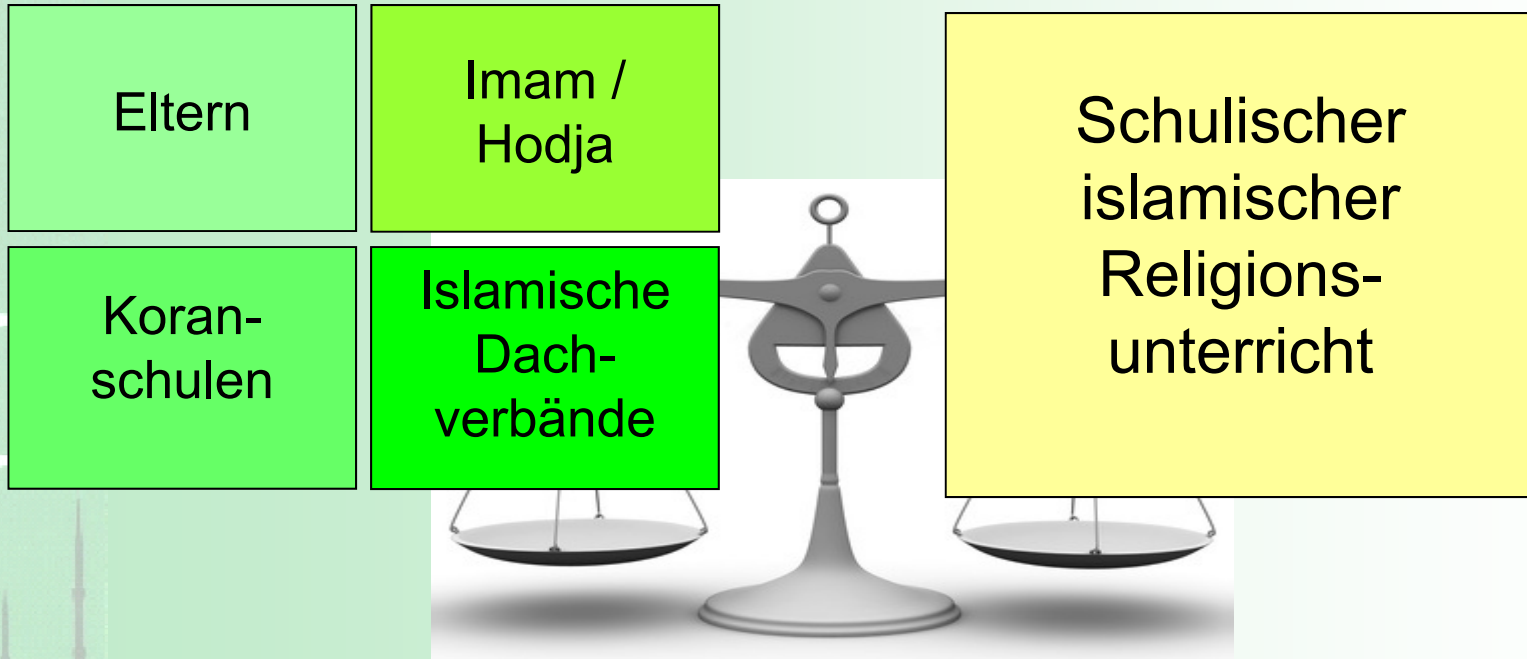 Eltern
Imam /
Hodja
Koran-
schulen
Islamische
Dach-
verbände
Schulischer
islamischer
Religions-
unterricht